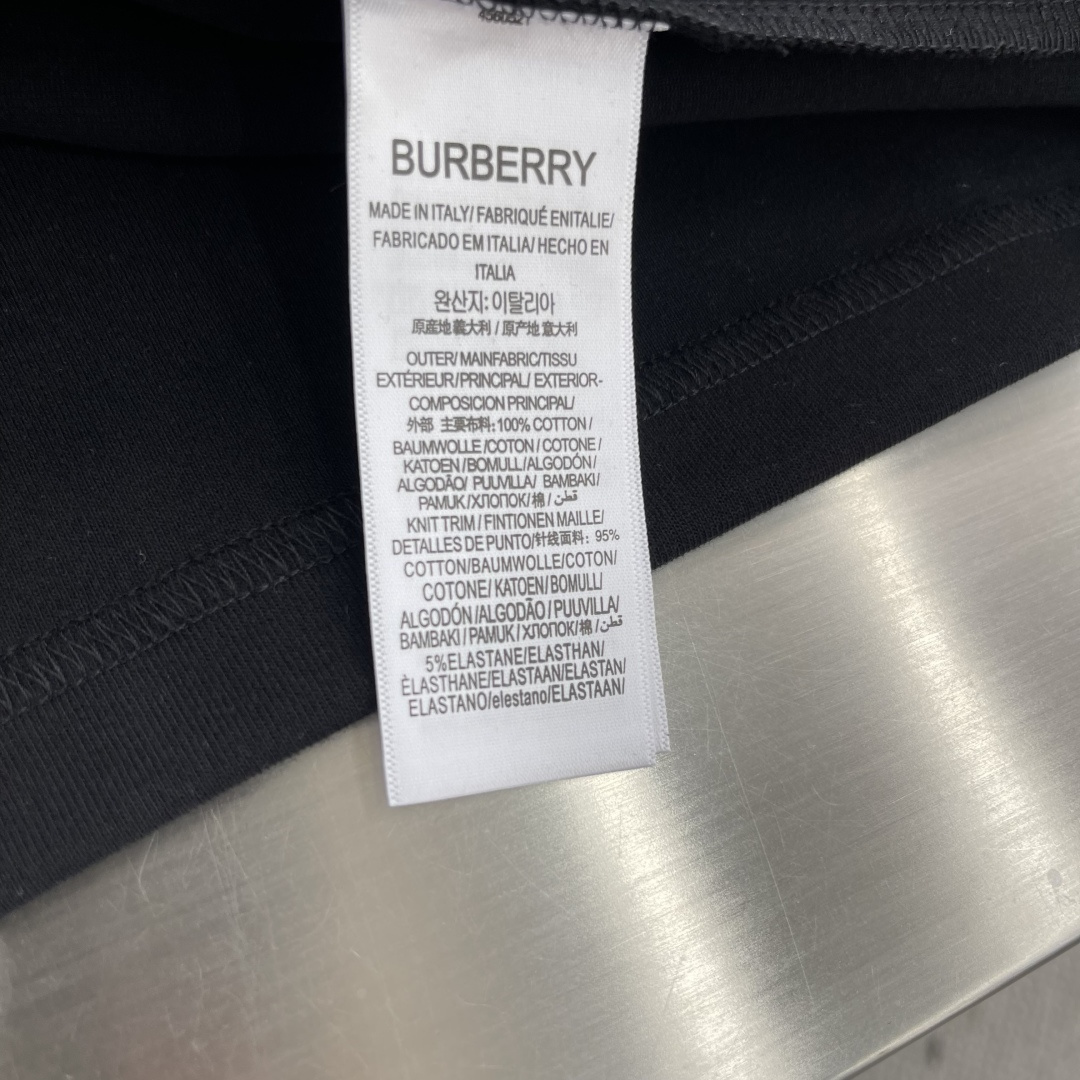 4560521
BURBERRY
MADE IN ITALY/ FABRIQUÉ ENITALIE/
FABRICADO EM ITALIA/ HECHO EN
ITALIA
완산지: 이탈리아
原産地義大利 / 原产地意大利
OUTER/ MAINFABRIC/TISSU
EXTÉRIEUR/PRINCIPAL/ EXTERIOR-
COMPOSICION PRINCIPAL/
外部 主要布料: 100% COTTON /
BAUMWOLLE /COTON / COTONE /
KATOEN / BOMULL/ALGODÓN /
ALGODÃO/ PUUVILLA/ BAMBAKI /
PAMUK / ХЛОПОК/ 棉 / قطن
KNIT TRIM / FINTIONEN MAILLE/
DETALLES DE PUNTO/针线面料: 95%
COTTON/BAUMWOLLE/COTON/
COTONE/ KATOEN/ BOMULL/
ALGODÓN /ALGODÃO / PUUVILLA/
BAMBAKI / PAMUK / ХЛОПОК/ 棉 / قطن
5%ELASTANE/ELASTHAN/
ÈLASTHANE/ELASTAAN/ELASTAN/
ELASTANO/elestano/ELASTAAN/